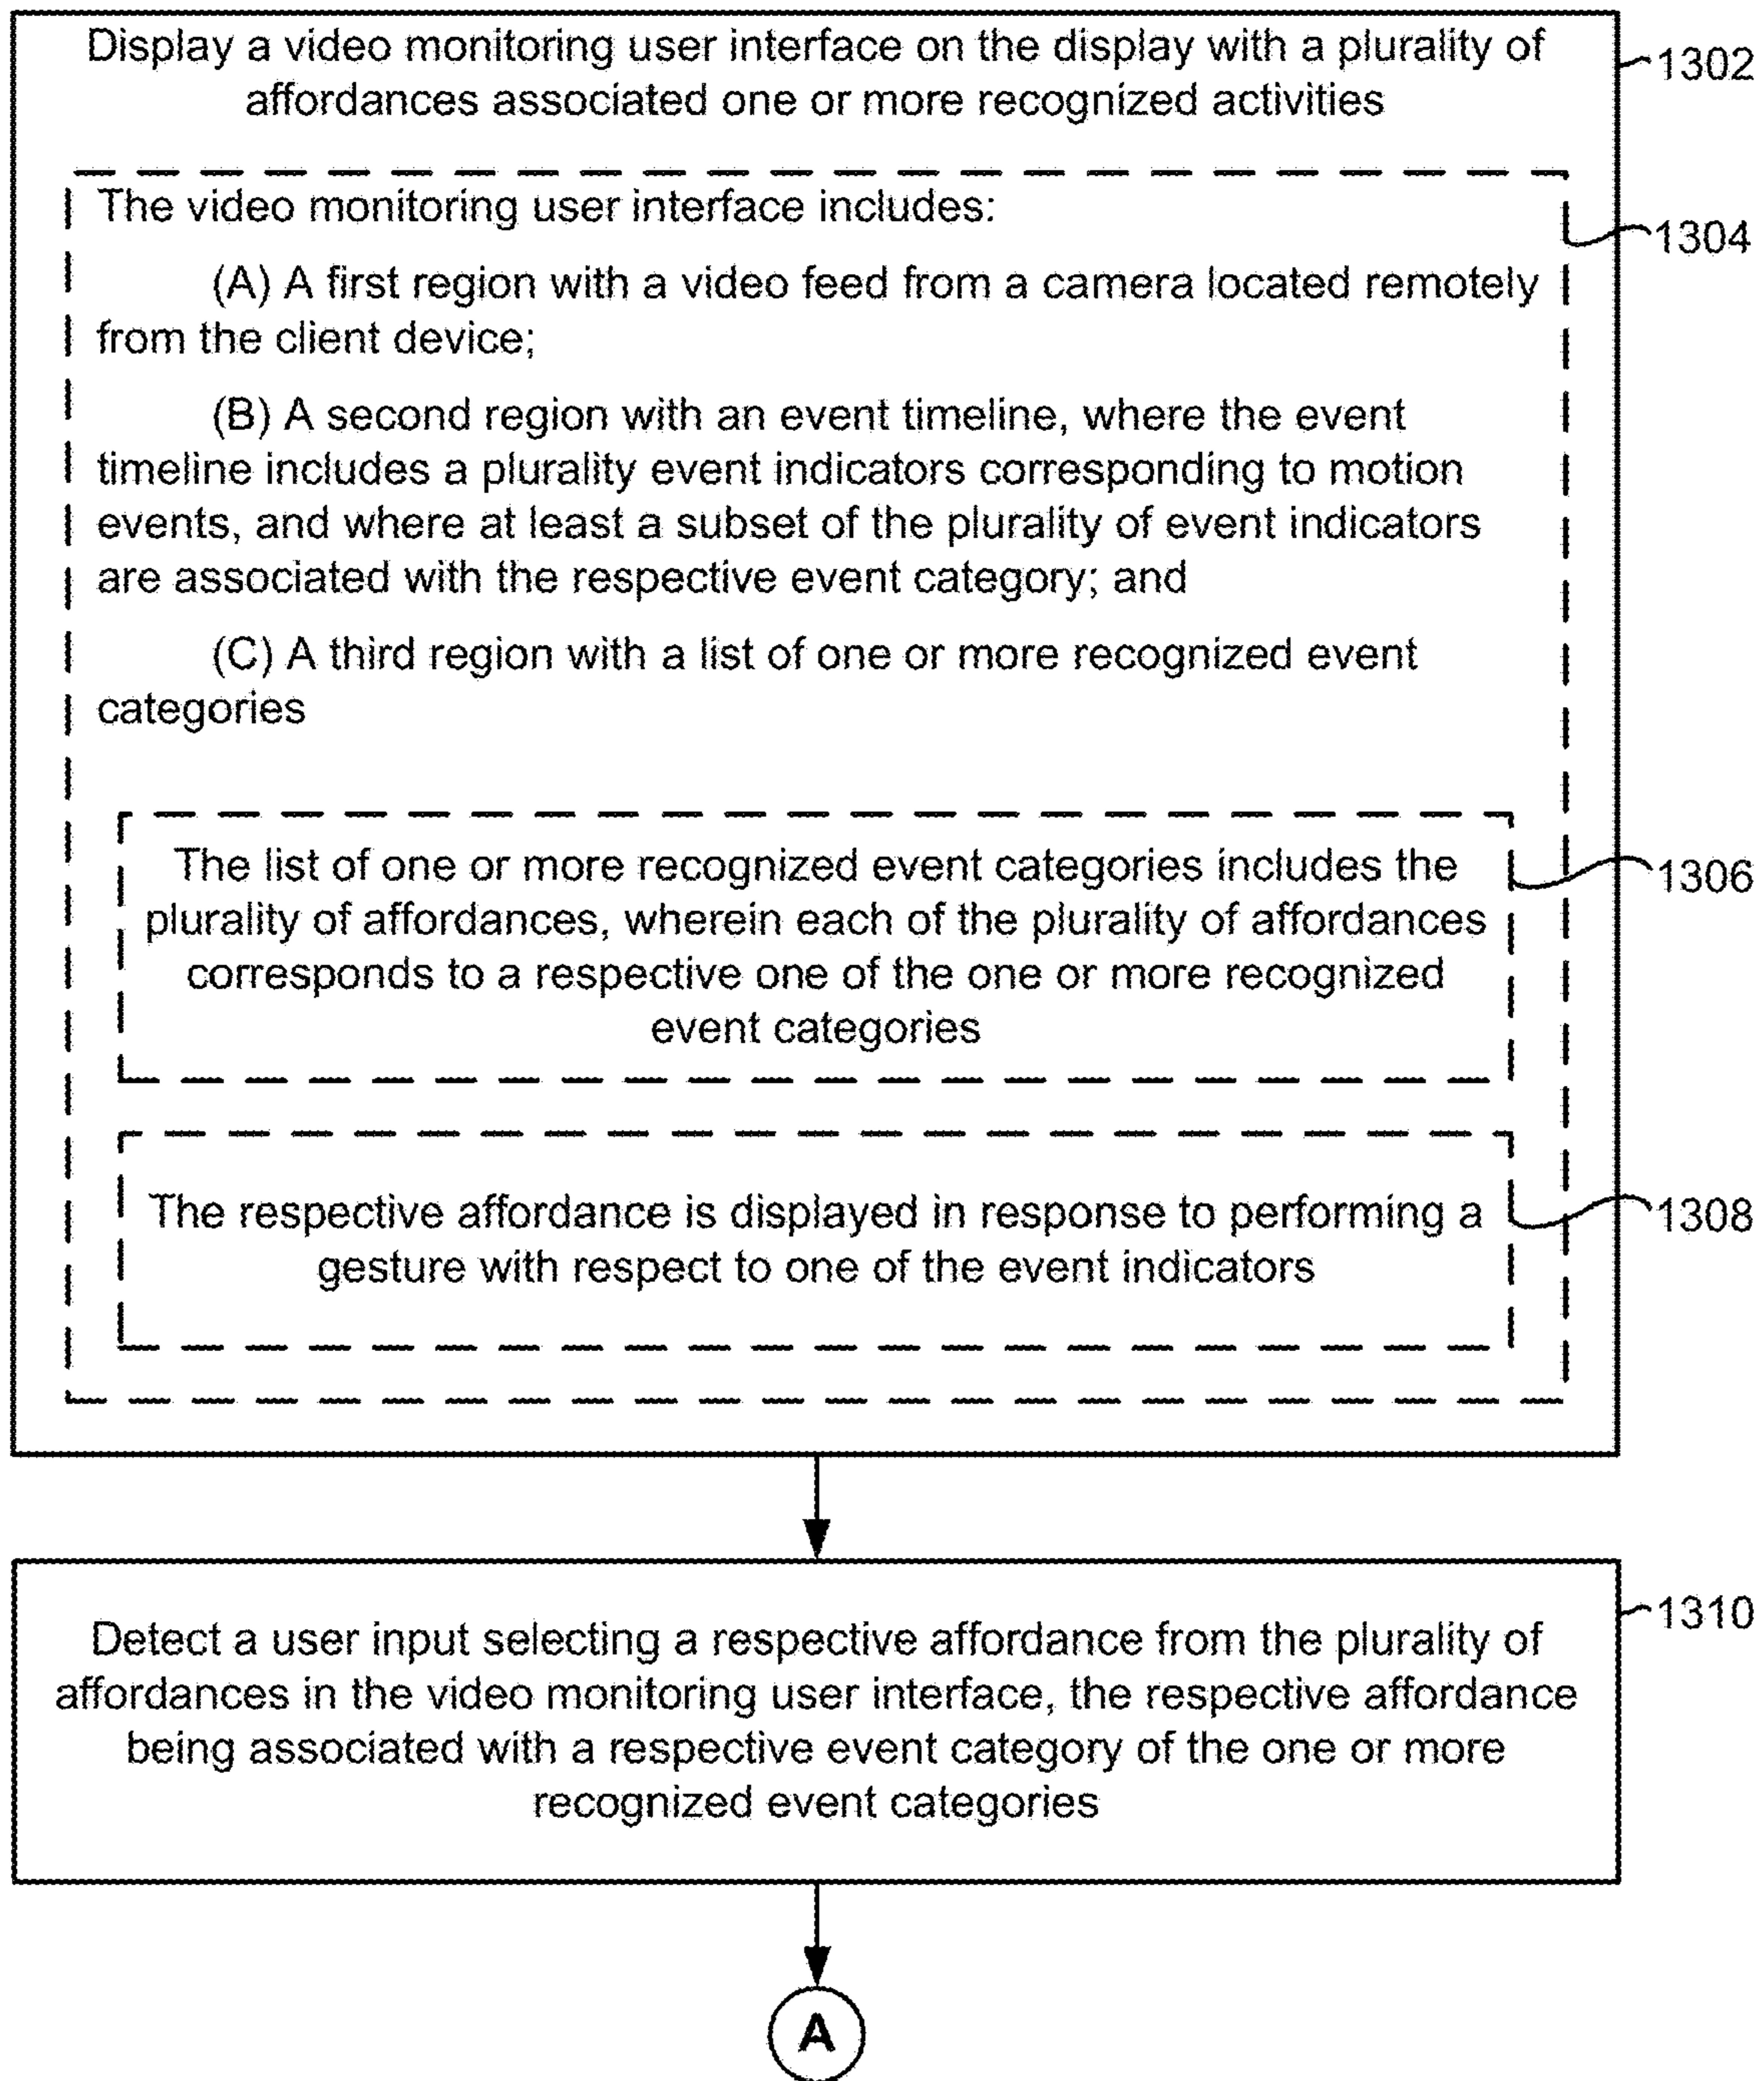 Display a video monitoring user interface on the display with a plurality of
affordances associated one or more recognized activities
1302
The video monitoring user interface includes:
1304
(A) A first region with a video feed from a camera located remotely
from the client device;
(B) A second region with an event timeline, where the event
timeline includes a plurality event indicators corresponding to motion
events, and where at least a subset of the plurality of event indicators
are associated with the respective event category; and
(C) A third region with a list of one or more recognized event
categories
The list of one or more recognized event categories includes the
plurality of affordances, wherein each of the plurality of affordances
corresponds to a respective one of the one or more recognized
event categories
1306
The respective affordance is displayed in response to performing a
gesture with respect to one of the event indicators
1308
Detect a user input selecting a respective affordance from the plurality of
affordances in the video monitoring user interface, the respective affordance
being associated with a respective event category of the one or more
recognized event categories
1310
A